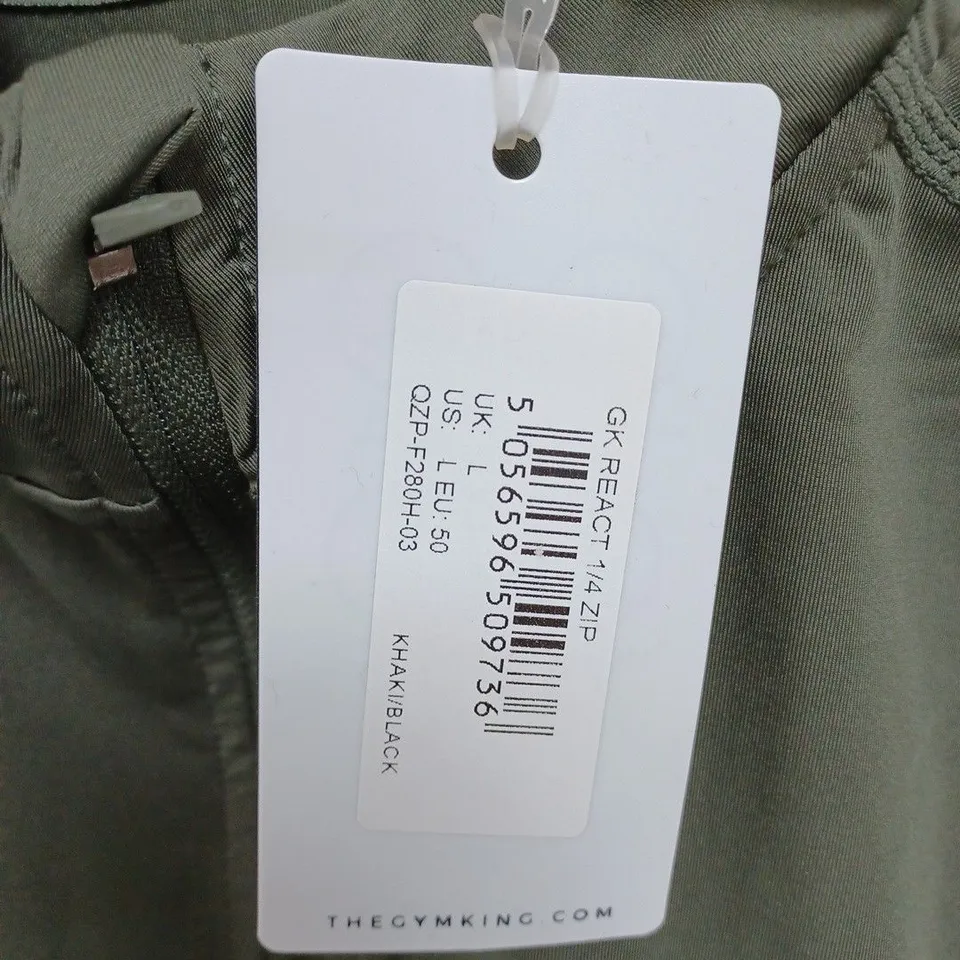 GK REACT 1/4 ZIP
5 056596 509736
UK: L
US: L EU: 50
QZP-F280H-03
KHAKI/BLACK
THEGYMKING.COM